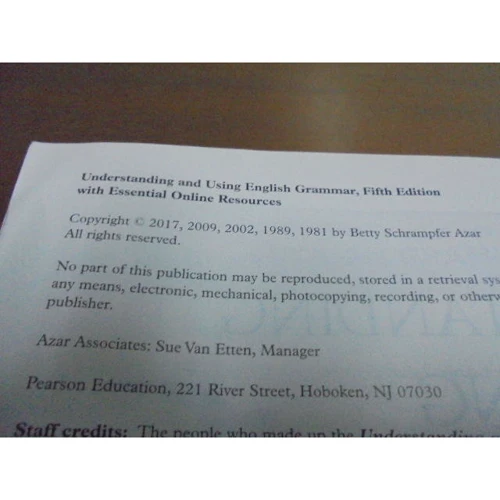 Understanding and Using English Grammar, Fifth Edition
with Essential Online Resources
Copyright © 2017, 2009, 2002, 1989, 1981 by Betty Schrampfer Azar
All rights reserved.
No part of this publication may be reproduced, stored in a retrieval sys
any means, electronic, mechanical, photocopying, recording, or otherw
publisher.
Azar Associates: Sue Van Etten, Manager
Pearson Education, 221 River Street, Hoboken, NJ 07030
Staff credits: The people who made up the Understanding